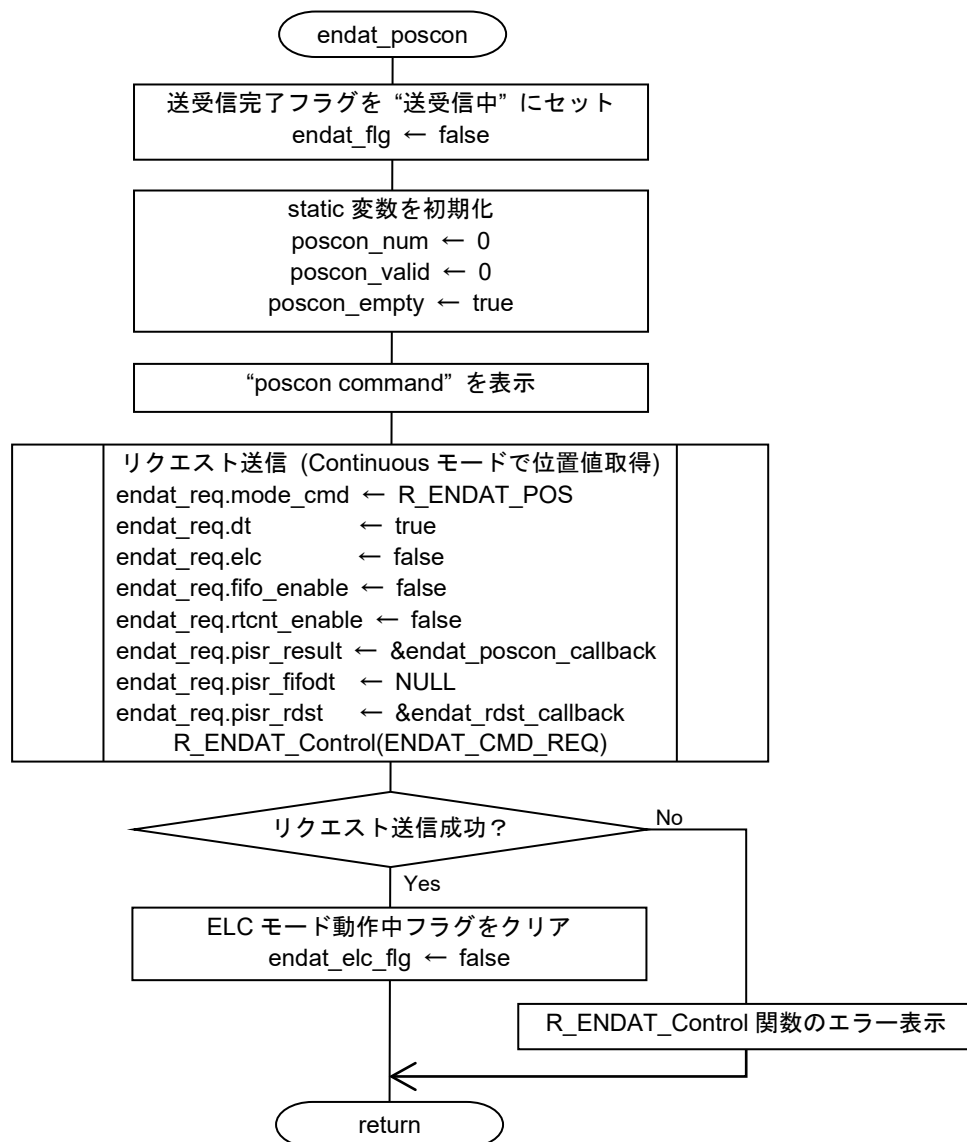 endat_poscon
送受信完了フラグを “送受信中” にセット
endat_flg ← false
static 変数を初期化
poscon_num ← 0
poscon_valid ← 0
poscon_empty ← true
“poscon command” を表示
リクエスト送信 (Continuous モードで位置値取得)
endat_req.mode_cmd ← R_ENDAT_POS
endat_req.dt ← true
endat_req.elc ← false
endat_req.fifo_enable ← false
endat_req.rtcnt_enable ← false
endat_req.pisr_result ← &endat_poscon_callback
endat_req.pisr_fifodt ← NULL
endat_req.pisr_rdst ← &endat_rdst_callback
R_ENDAT_Control(ENDAT_CMD_REQ)
リクエスト送信成功？
No
Yes
ELC モード動作中フラグをクリア
endat_elc_flg ← false
R_ENDAT_Control 関数のエラー表示
return